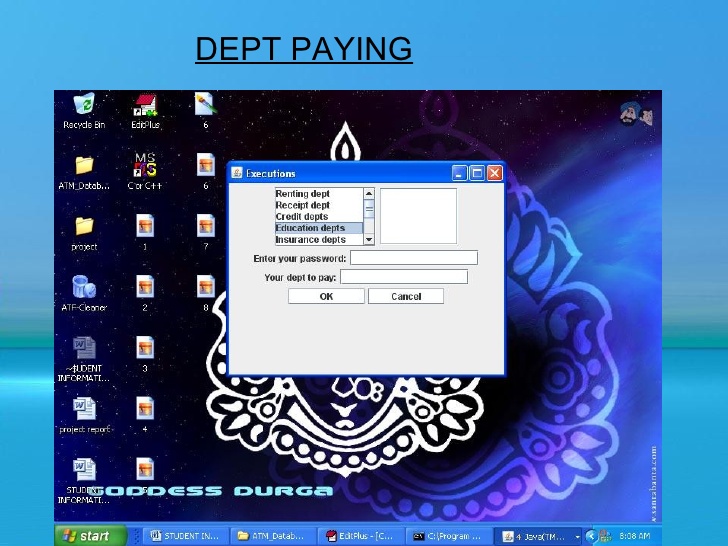 DEPT PAYING
Recycle Bin
EditPlus
6
ATM_Datab...
C or C++
6
project
1
7
ATF-Cleaner
2
8
~$UDENT
INFORMATI...
3
project report
4
STUDENT
INFORMATI...
Executions
Renting dept
Receipt dept
Credit depts
Education depts
Insurance depts
Enter your password:
Your dept to pay:
OK
Cancel
GODDESS DURGA
start
STUDENT IN...
ATM_Datab...
EditPlus - [C...
C:\Program ...
4 Java(TM...
8:08 AM